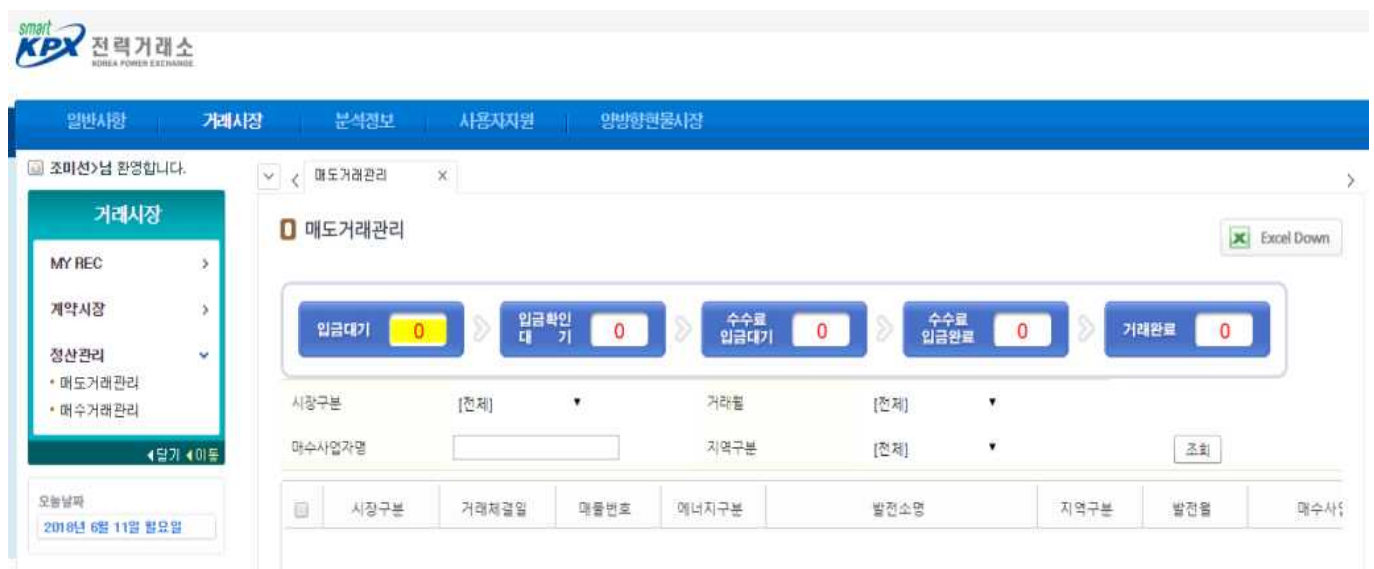 smart
KPX 전력거래소
KOREA POWER EXCHANGE
일반사항 거래시장 분석정보 사용자지원 양방향현물시장
조미선>님 환영합니다.
매도거래관리 ×
거래시장
매도거래관리
Excel Down
MY REC >
계약시장 >
정산관리
• 매도거래관리
• 매수거래관리
◀닫기 ◀이동
입금대기 0
입금확인
대 기 0
수수료
입금대기 0
수수료
입금완료 0
거래완료 0
시장구분 [전체] ▼ 거래월 [전체] ▼
매수사업자명 지역구분 [전체] ▼ 조회
오늘날짜
2018년 6월 11일 월요일
시장구분 거래체결일 매물번호 에너지구분 발전소명 지역구분 발전월 매수사업